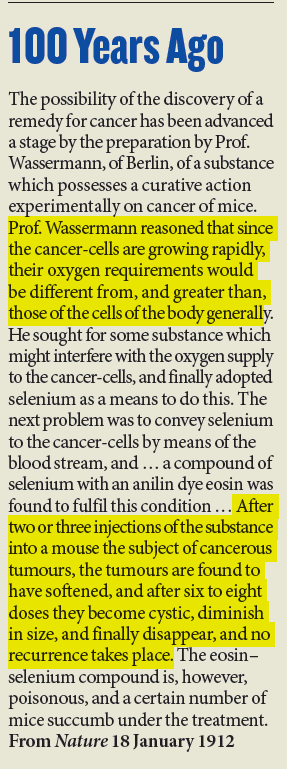 100 Years Ago
The possibility of the discovery of a
remedy for cancer has been advanced
a stage by the preparation by Prof.
Wassermann, of Berlin, of a substance
which possesses a curative action
experimentally on cancer of mice.
Prof. Wassermann reasoned that since
the cancer-cells are growing rapidly,
their oxygen requirements would
be different from, and greater than,
those of the cells of the body generally.
He sought for some substance which
might interfere with the oxygen supply
to the cancer-cells, and finally adopted
selenium as a means to do this. The
next problem was to convey selenium
to the cancer-cells by means of the
blood stream, and … a compound of
selenium with an anilin dye eosin was
found to fulfil this condition … After
two or three injections of the substance
into a mouse the subject of cancerous
tumours, the tumours are found to
have softened, and after six to eight
doses they become cystic, diminish
in size, and finally disappear, and no
recurrence takes place. The eosin–
selenium compound is, however,
poisonous, and a certain number of
mice succumb under the treatment.
From Nature 18 January 1912